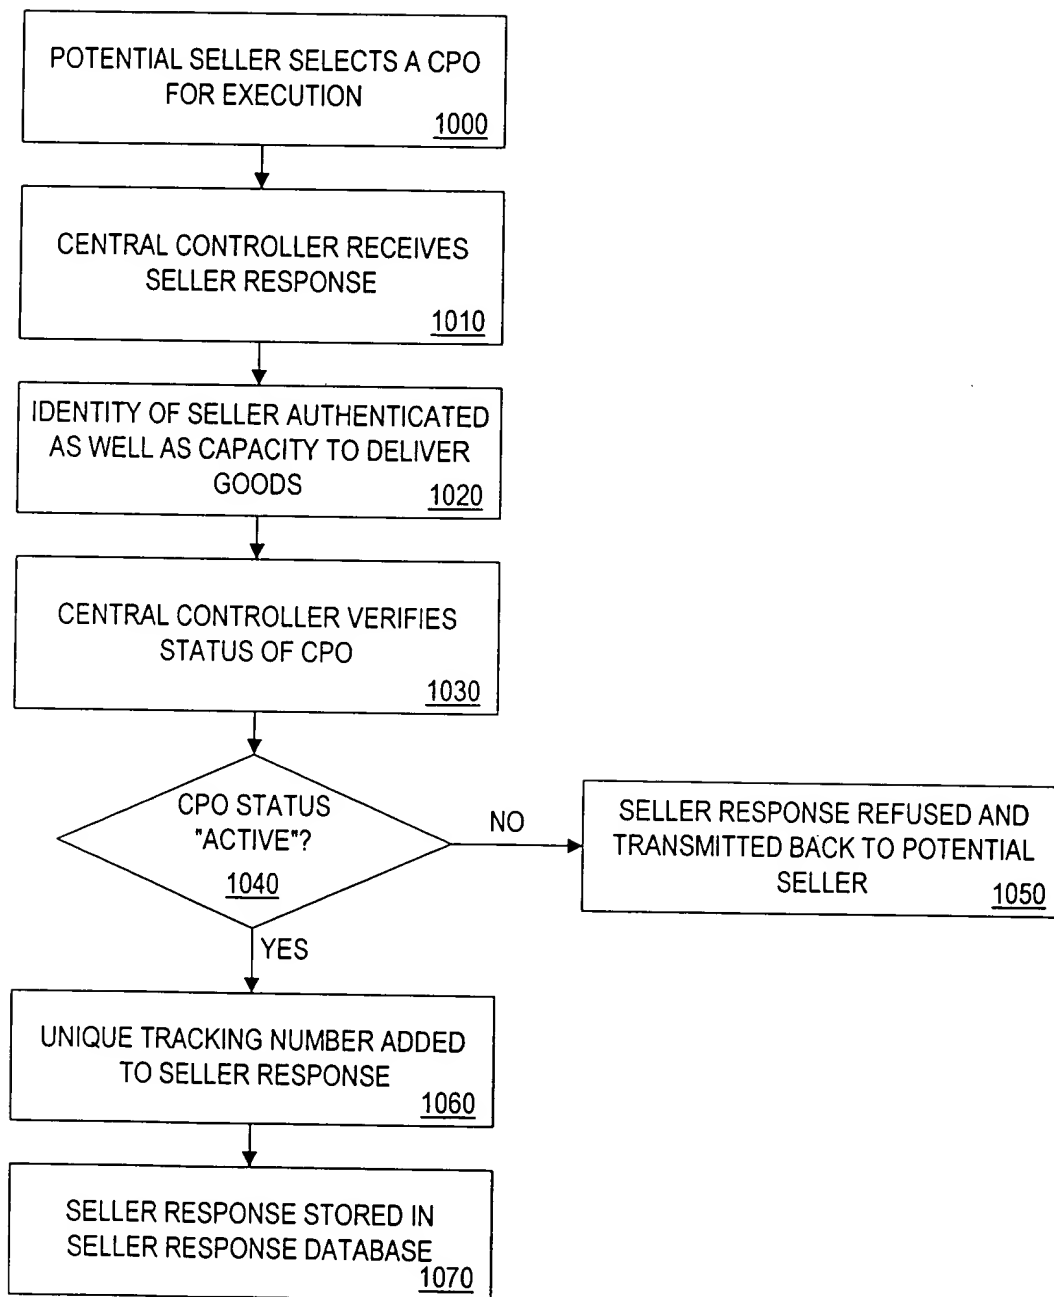 POTENTIAL SELLER SELECTS A CPO
FOR EXECUTION
1000
CENTRAL CONTROLLER RECEIVES
SELLER RESPONSE
1010
IDENTITY OF SELLER AUTHENTICATED
AS WELL AS CAPACITY TO DELIVER
GOODS
1020
CENTRAL CONTROLLER VERIFIES
STATUS OF CPO
1030
CPO STATUS
"ACTIVE"?
1040
NO
SELLER RESPONSE REFUSED AND
TRANSMITTED BACK TO POTENTIAL
SELLER
1050
YES
UNIQUE TRACKING NUMBER ADDED
TO SELLER RESPONSE
1060
SELLER RESPONSE STORED IN
SELLER RESPONSE DATABASE
1070